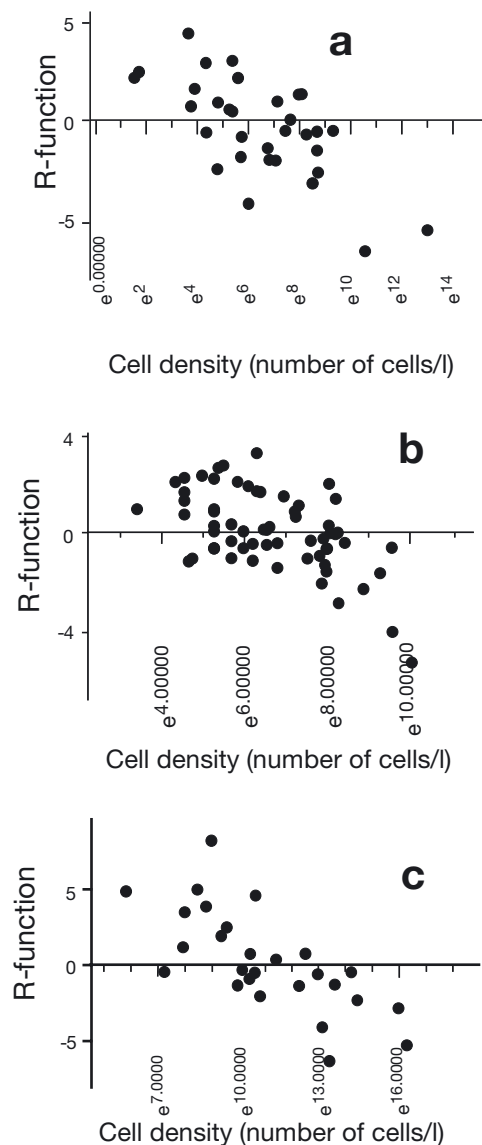 a
5
0
-5
R-function
e0.00000
e2
e4
e6
e8
e10
e12
e14
Cell density (number of cells/l)
b
4
0
-4
R-function
e4.00000
e6.00000
e8.00000
e10.00000
Cell density (number of cells/l)
c
5
0
-5
R-function
e7.0000
e10.0000
e13.0000
e16.0000
Cell density (number of cells/l)